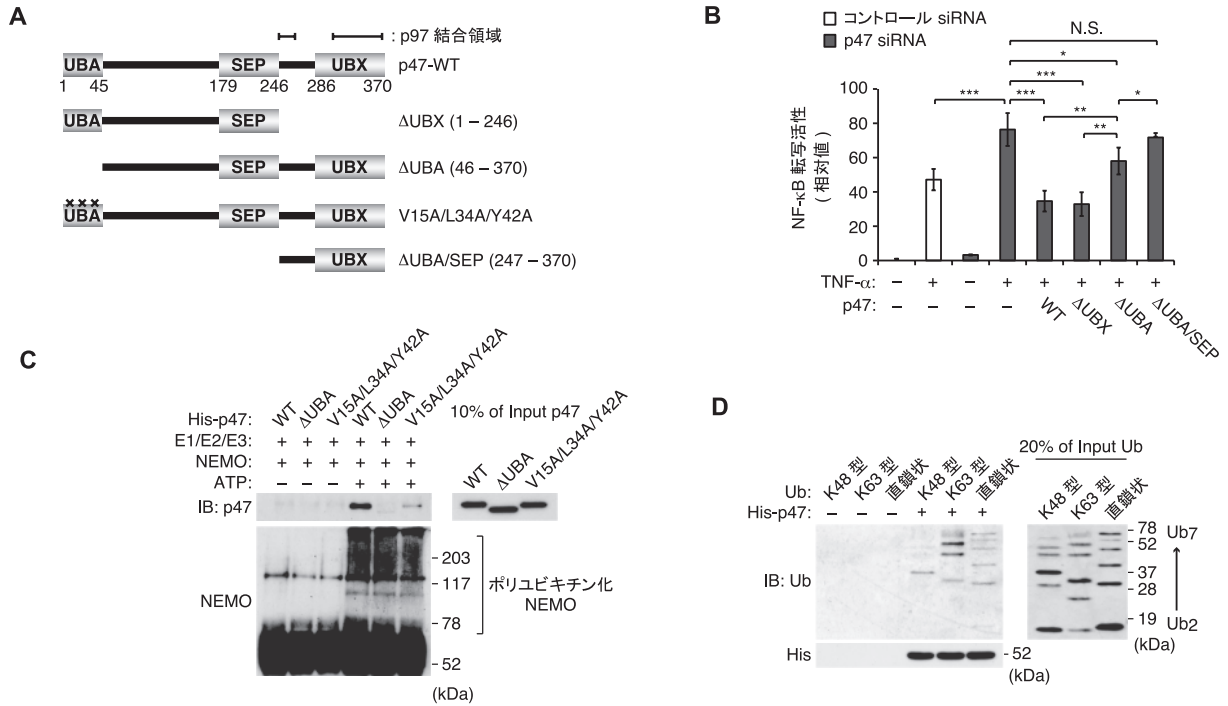 A
: p97 結合領域
UBA SEP UBX p47-WT
1 45 179 246 286 370
UBA SEP ΔUBX (1 – 246)
SEP UBX ΔUBA (46 – 370)
××× UBA SEP UBX V15A/L34A/Y42A
UBX ΔUBA/SEP (247 – 370)
B
コントロール siRNA
p47 siRNA
N.S.
*
***
*** *** *
**
**
NF-κB 転写活性
( 相対値 )
100
80
60
40
20
0
TNF-α: – + – + + + + +
p47: – – – – WT ΔUBX ΔUBA ΔUBA/SEP
C
His-p47: WT ΔUBA V15A/L34A/Y42A WT ΔUBA V15A/L34A/Y42A
E1/E2/E3: + + + + + +
NEMO: + + + + + +
ATP: – – – + + +
10% of Input p47
WT ΔUBA V15A/L34A/Y42A
IB: p47
NEMO
- 203
- 117
- 78
- 52
(kDa)
ポリユビキチン化
NEMO
D
Ub: K48 型 K63 型 直鎖状 K48 型 K63 型 直鎖状
His-p47: – – – + + +
20% of Input Ub
K48 型 K63 型 直鎖状
IB: Ub
His
- 52
(kDa)
- 78 Ub7
- 52
- 37
- 28
- 19 Ub2
(kDa)